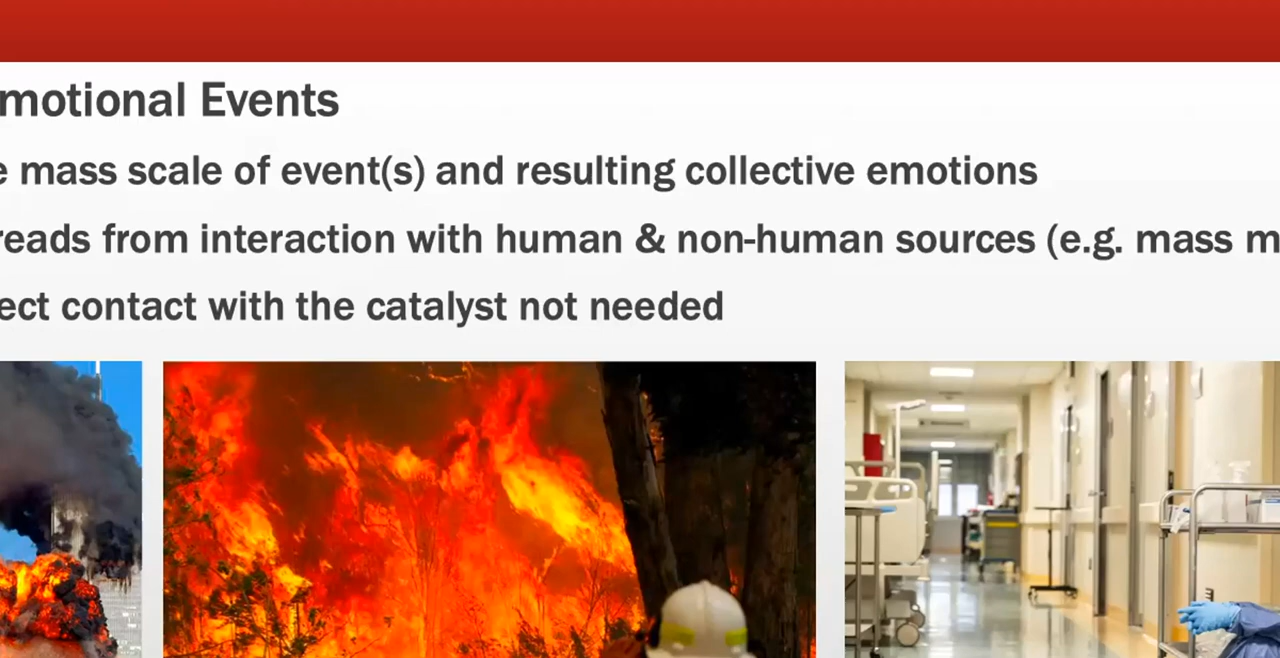 motional Events
e mass scale of event(s) and resulting collective emotions
reads from interaction with human & non-human sources (e.g. mass m
ect contact with the catalyst not needed